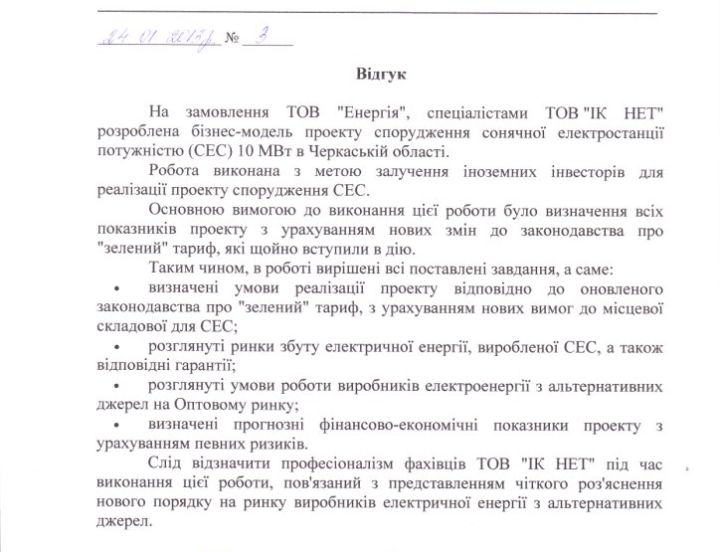 24 01 2013р. № 3
Відгук
На замовлення ТОВ "Енергія", спеціалістами ТОВ "ІК НЕТ"
розроблена бізнес-модель проекту спорудження сонячної електростанції
потужністю (СЕС) 10 МВт в Черкаській області.
Робота виконана з метою залучення іноземних інвесторів для
реалізації проекту спорудження СЕС.
Основною вимогою до виконання цієї роботи було визначення всіх
показників проекту з урахуванням нових змін до законодавства про
"зелений" тариф, які щойно вступили в дію.
Таким чином, в роботі вирішені всі поставлені завдання, а саме:
• визначені умови реалізації проекту відповідно до оновленого
законодавства про "зелений" тариф, з урахуванням нових вимог до місцевої
складової для СЕС;
• розглянуті ринки збуту електричної енергії, виробленої СЕС, а також
відповідні гарантії;
• розглянуті умови роботи виробників електроенергії з альтернативних
джерел на Оптовому ринку;
• визначені прогнозні фінансово-економічні показники проекту з
урахуванням певних ризиків.
Слід відзначити професіоналізм фахівців ТОВ "ІК НЕТ" під час
виконання цієї роботи, пов'язаний з представленням чіткого роз'яснення
нового порядку на ринку виробників електричної енергії з альтернативних
джерел.